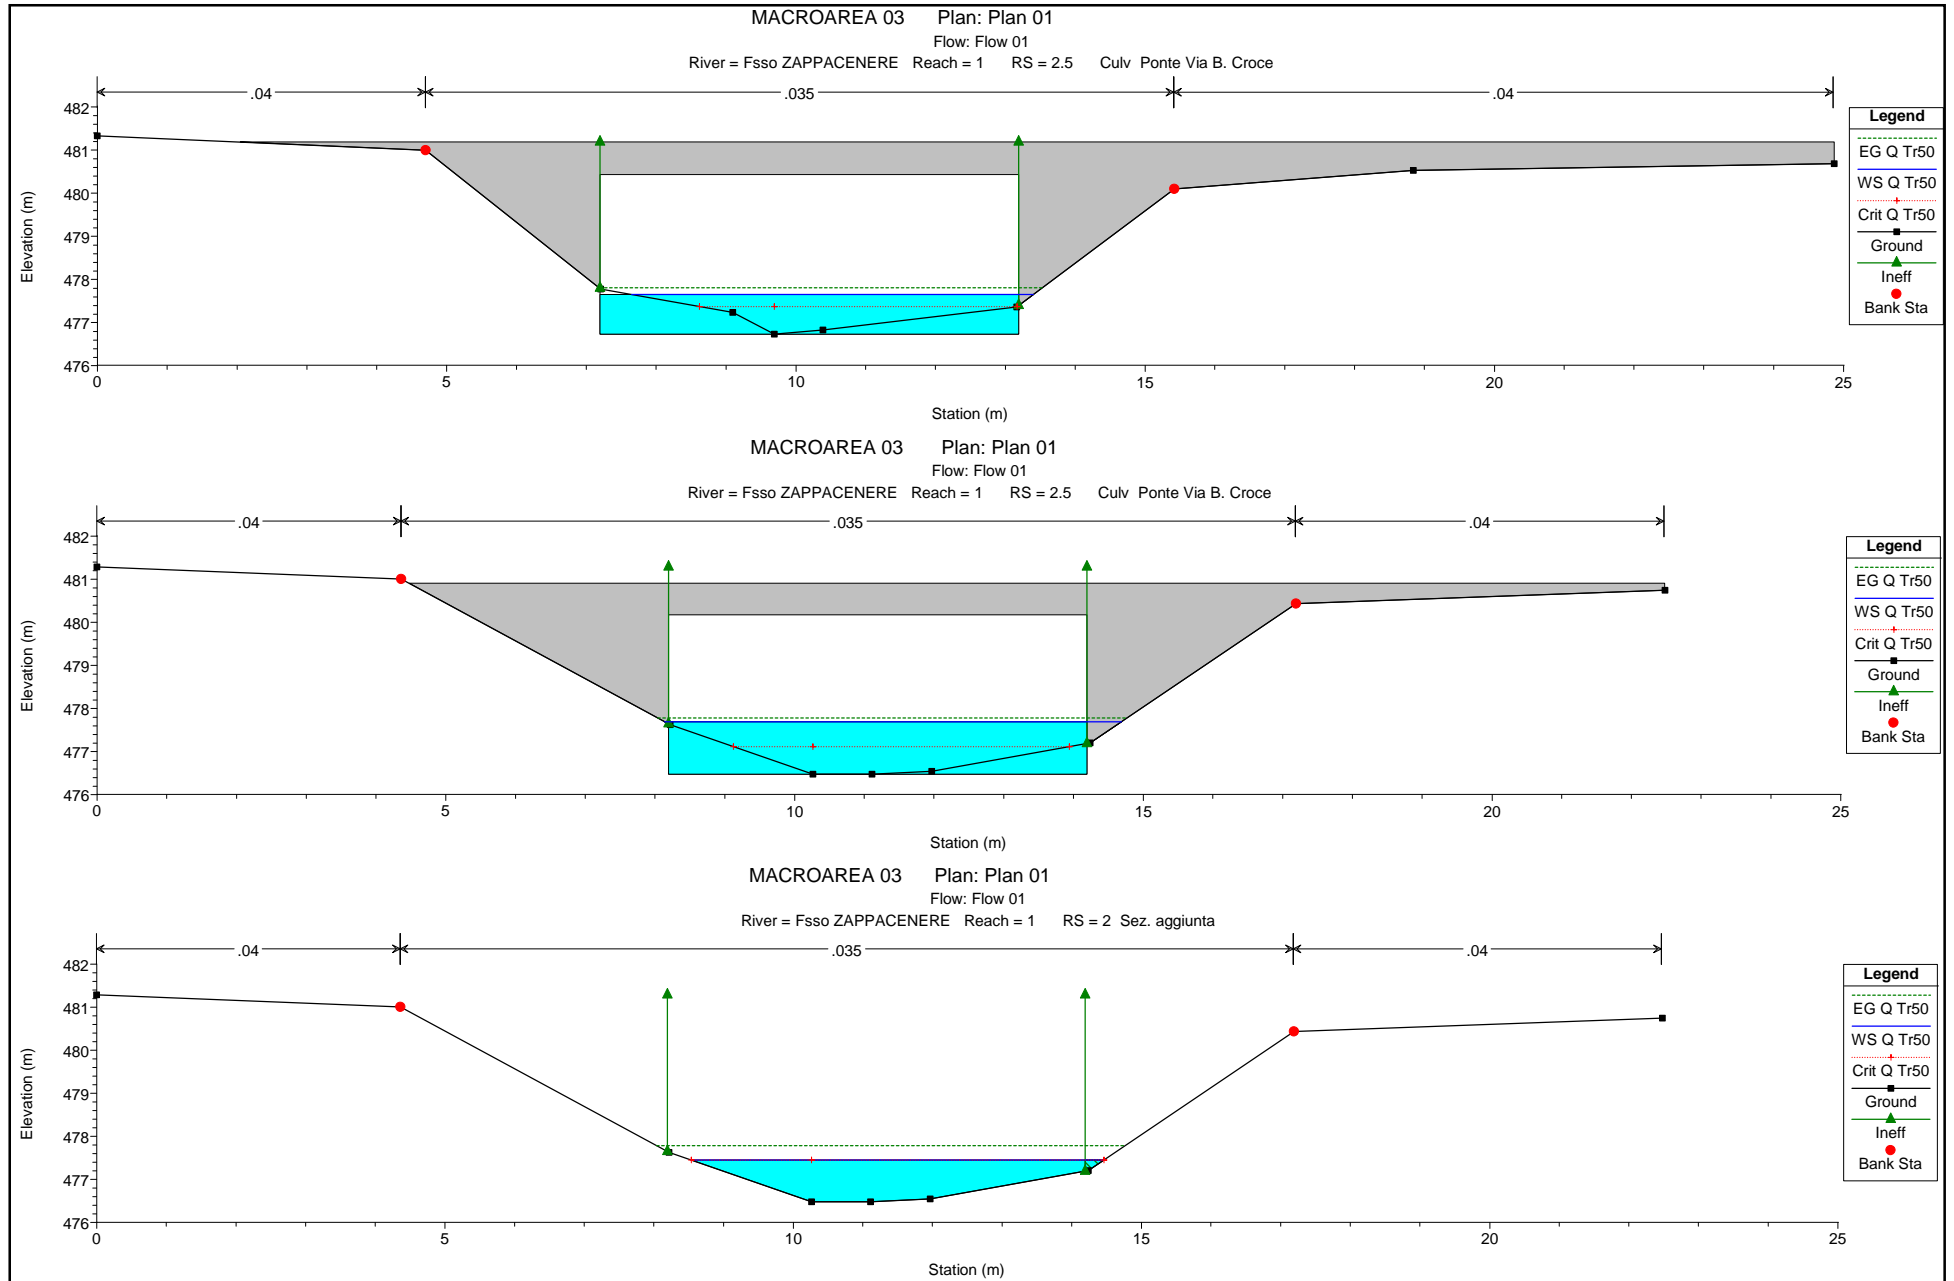 MACROAREA 03 Plan: Plan 01
Flow: Flow 01
River = Fsso ZAPPACENERE Reach = 1 RS = 2.5 Culv Ponte Via B. Croce
.04
.035
.04
482
481
480
479
478
477
476
Elevation (m)
0
5
10
15
20
25
Station (m)
Legend
EG Q Tr50
WS Q Tr50
Crit Q Tr50
Ground
Ineff
Bank Sta
MACROAREA 03 Plan: Plan 01
Flow: Flow 01
River = Fsso ZAPPACENERE Reach = 1 RS = 2.5 Culv Ponte Via B. Croce
.04
.035
.04
482
481
480
479
478
477
476
Elevation (m)
0
5
10
15
20
25
Station (m)
Legend
EG Q Tr50
WS Q Tr50
Crit Q Tr50
Ground
Ineff
Bank Sta
MACROAREA 03 Plan: Plan 01
Flow: Flow 01
River = Fsso ZAPPACENERE Reach = 1 RS = 2 Sez. aggiunta
.04
.035
.04
482
481
480
479
478
477
476
Elevation (m)
0
5
10
15
20
25
Station (m)
Legend
EG Q Tr50
WS Q Tr50
Crit Q Tr50
Ground
Ineff
Bank Sta